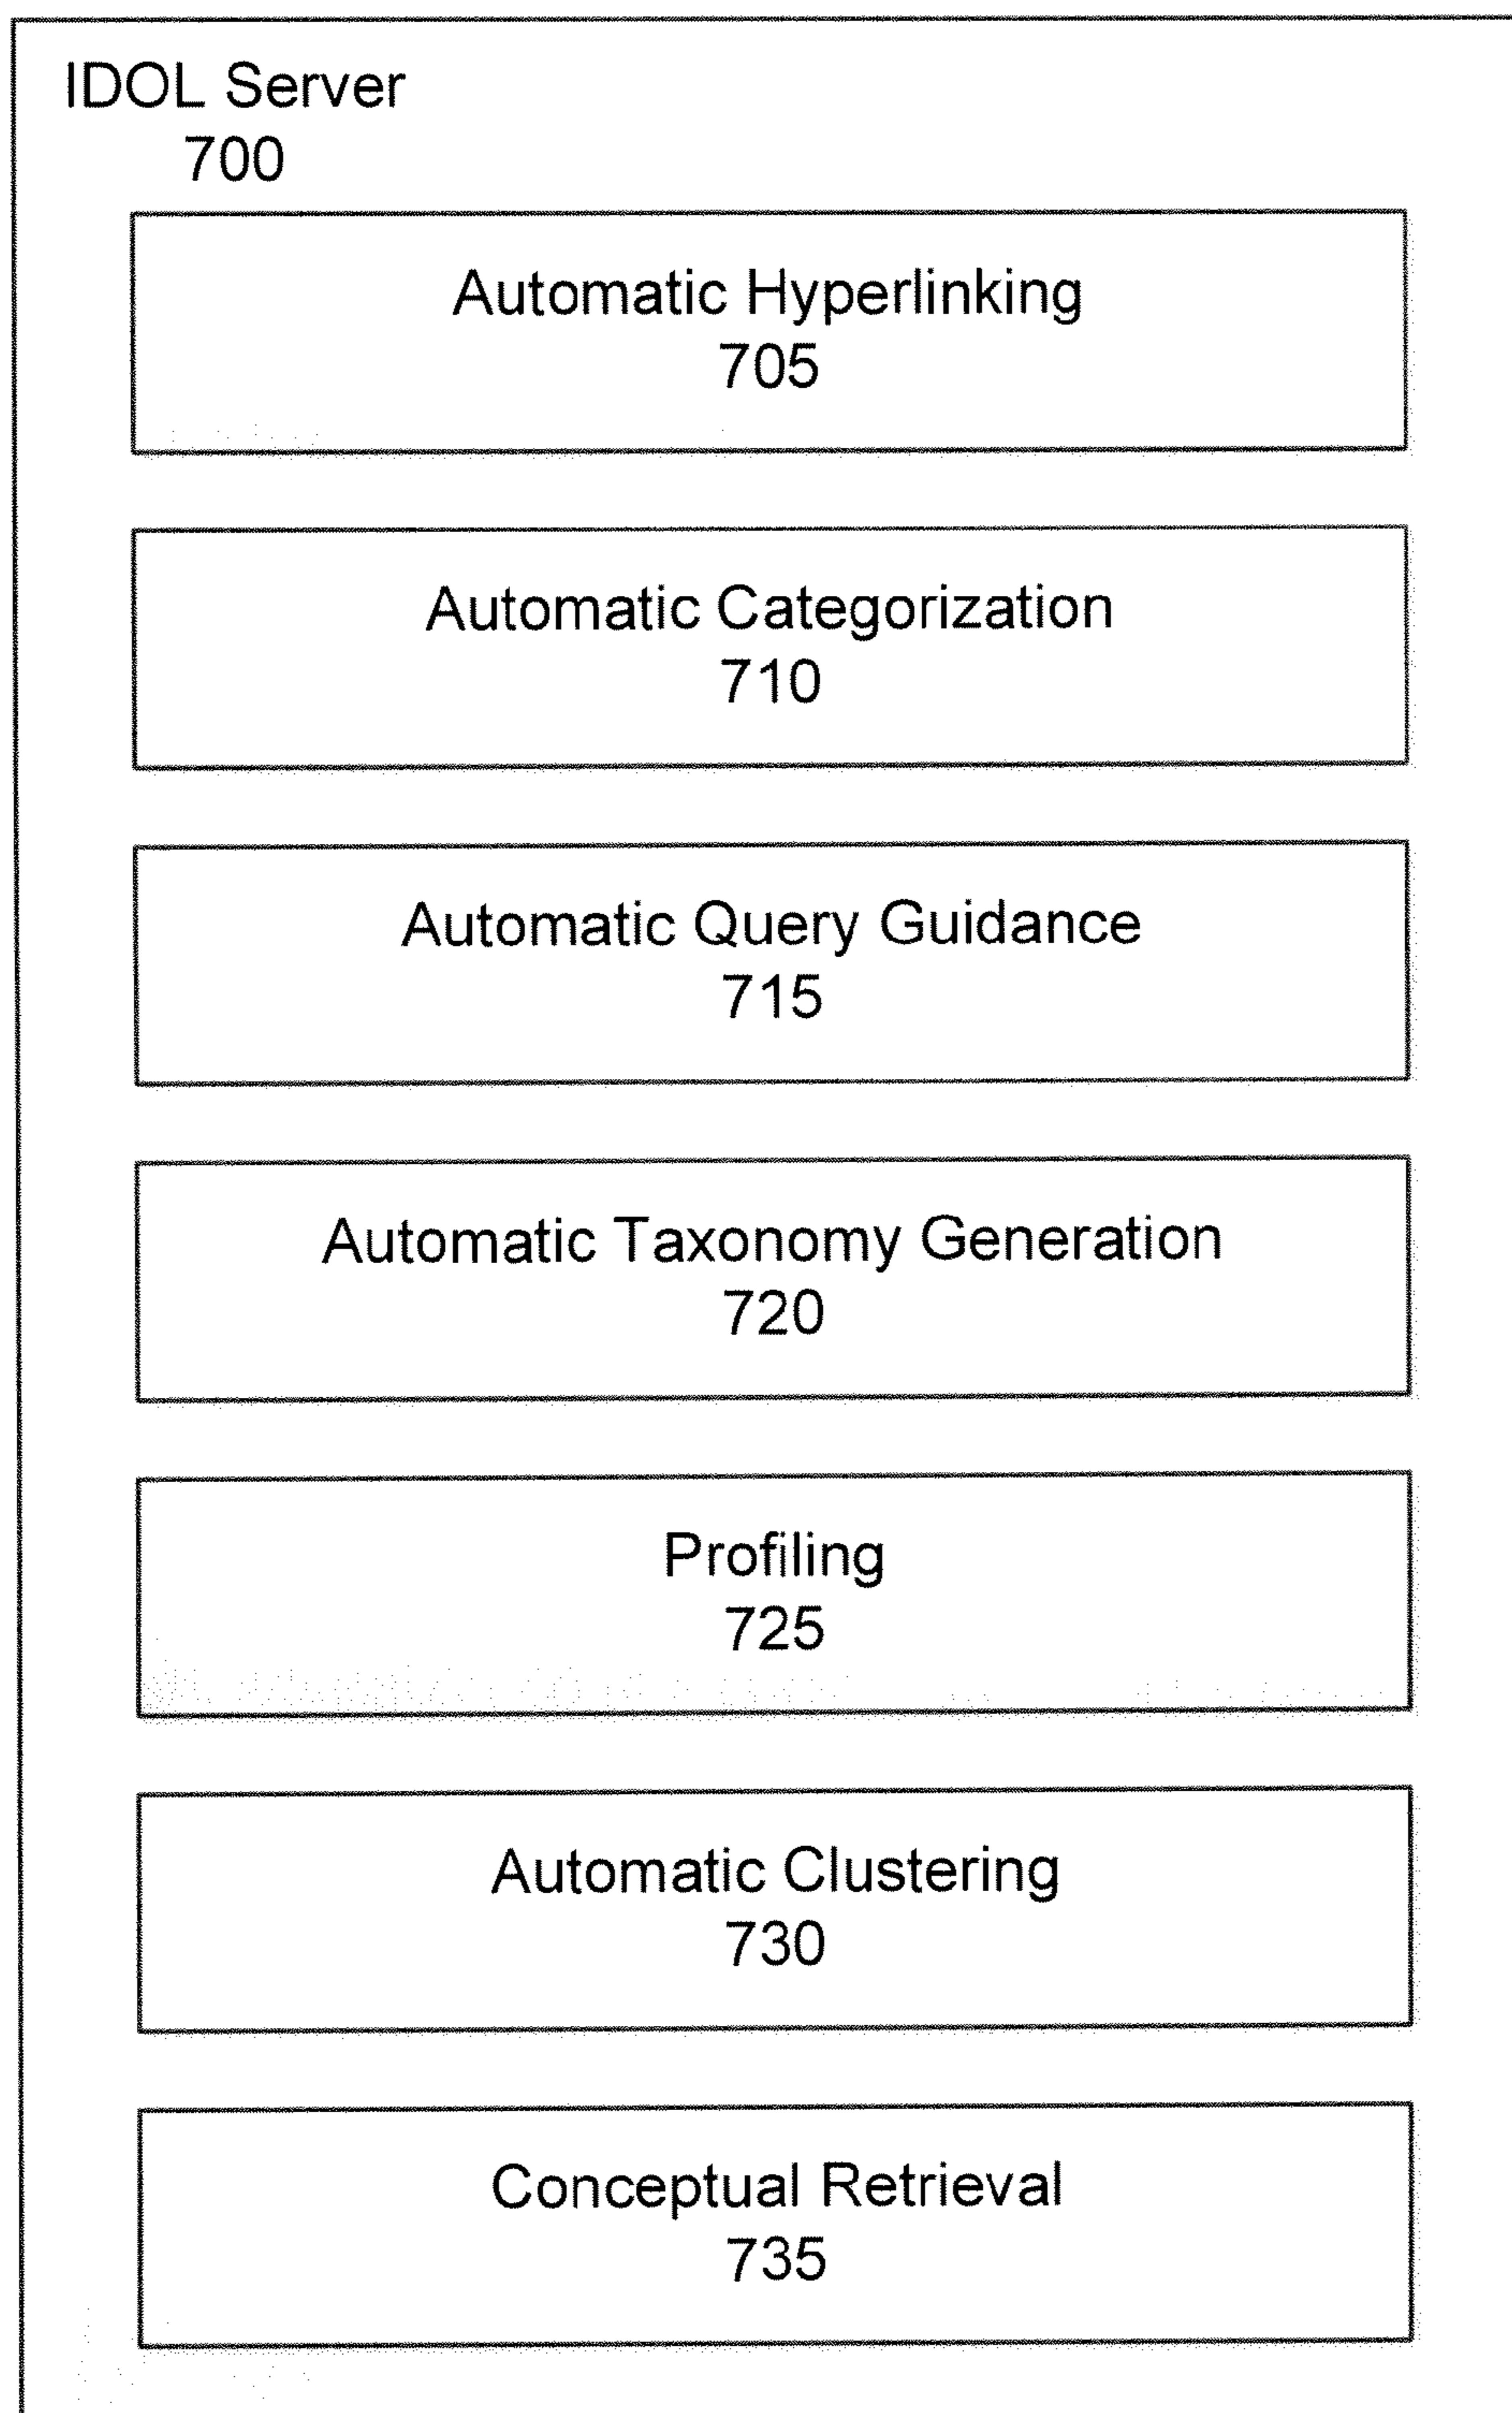 IDOL Server
700
Automatic Hyperlinking
705
Automatic Categorization
710
Automatic Query Guidance
715
Automatic Taxonomy Generation
720
Profiling
725
Automatic Clustering
730
Conceptual Retrieval
735